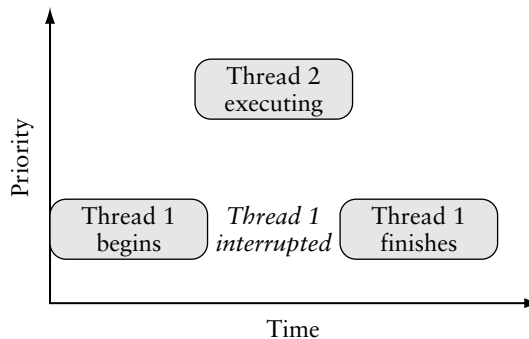 Thread 2
executing
Priority
Thread 1
begins
Thread 1
interrupted
Thread 1
finishes
Time